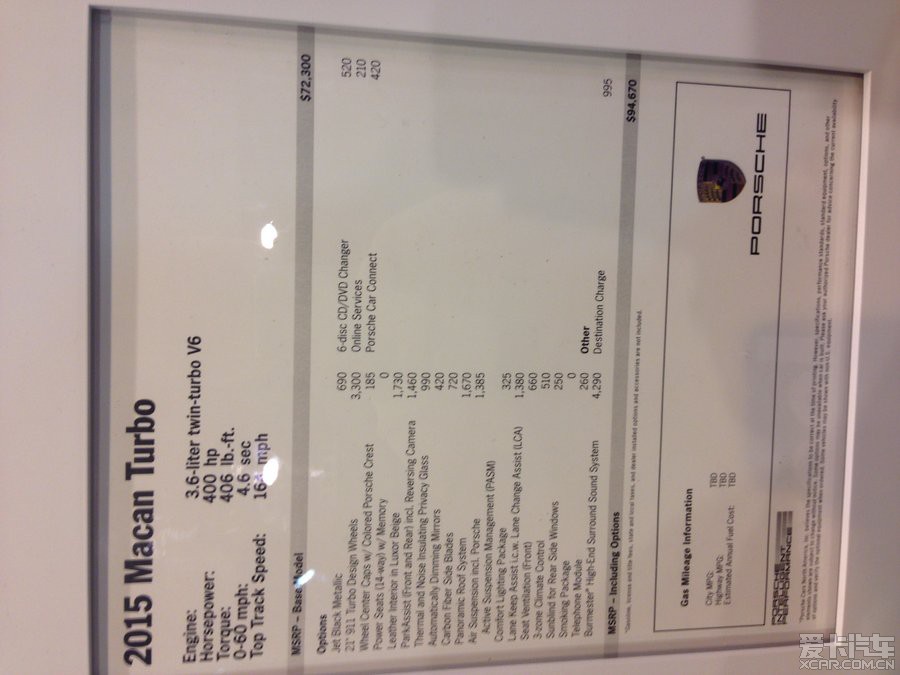 2015 Macan Turbo
Engine: 3.6-liter twin-turbo V6
Horsepower: 400 hp
Torque: 406 lb.-ft.
0-60 mph: 4.6 sec
Top Track Speed: 164 mph
MSRP – Base Model $72,300
Options
Jet Black Metallic 690
21" 911 Turbo Design Wheels 3,300
Wheel Center Caps w/ Colored Porsche Crest 185
Power Seats (14-way) w/ Memory 0
Leather Interior in Luxor Beige 1,730
ParkAssist (Front and Rear) incl. Reversing Camera 1,460
Thermal and Noise Insulating Privacy Glass 990
Automatically Dimming Mirrors 420
Carbon Fiber Side Blades 720
Panoramic Roof System 1,670
Air Suspension incl. Porsche 1,385
Active Suspension Management (PASM)
Comfort Lighting Package 325
Lane Keep Assist i.c.w. Lane Change Assist (LCA) 1,380
Seat Ventilation (Front) 660
3-zone Climate Control 510
Sunblind for Rear Side Windows 250
Smoking Package 0
Telephone Module 260
Burmester® High-End Surround Sound System 4,290
6-disc CD/DVD Changer 520
Online Services 210
Porsche Car Connect 420
Other
Destination Charge 995
MSRP – Including Options $94,670
Gas Mileage Information
City MPG: TBD
Highway MPG: TBD
Estimated Annual Fuel Cost: TBD
PORSCHE
PORSCHE
INTELLIGENT
PERFORMANCE
爱卡汽车
XCAR.COM.CN